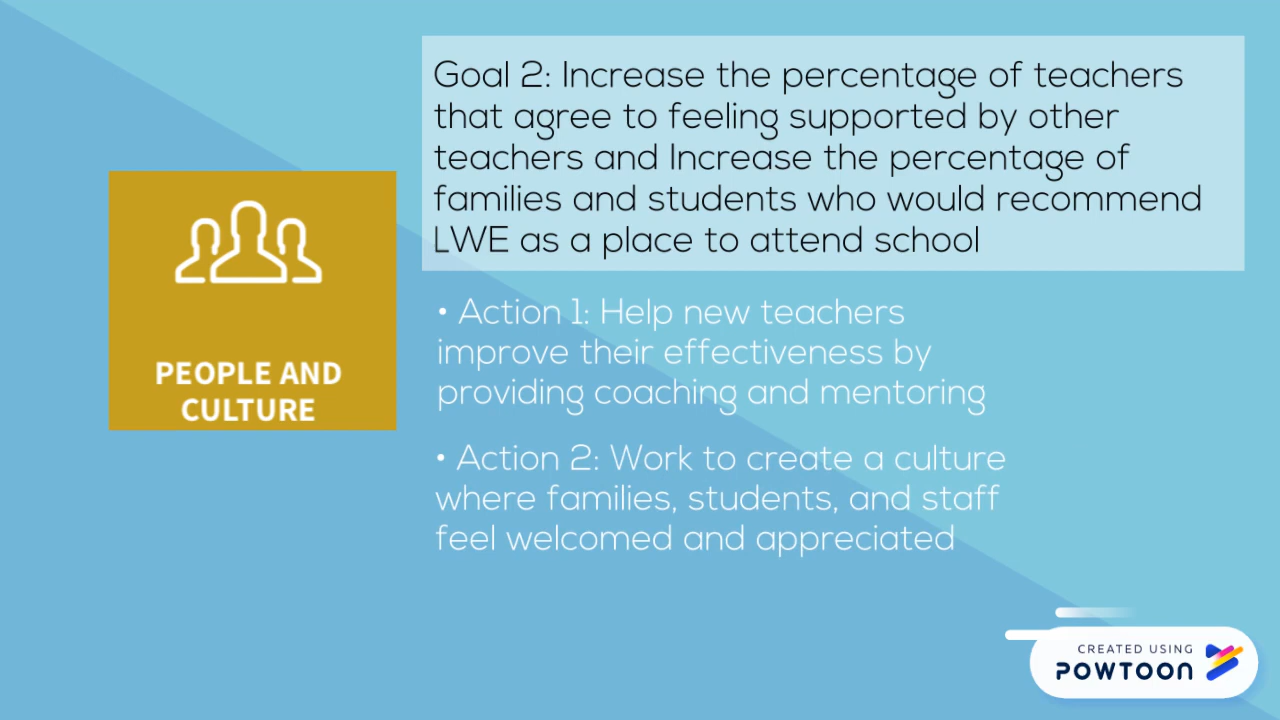 Goal 2: Increase the percentage of teachers
that agree to feeling supported by other
teachers and Increase the percentage of
families and students who would recommend
LWE as a place to attend school
PEOPLE AND
CULTURE
• Action 1: Help new teachers
improve their effectiveness by
providing coaching and mentoring
• Action 2: Work to create a culture
where families, students, and staff
feel welcomed and appreciated
CREATED USING
POWTOON